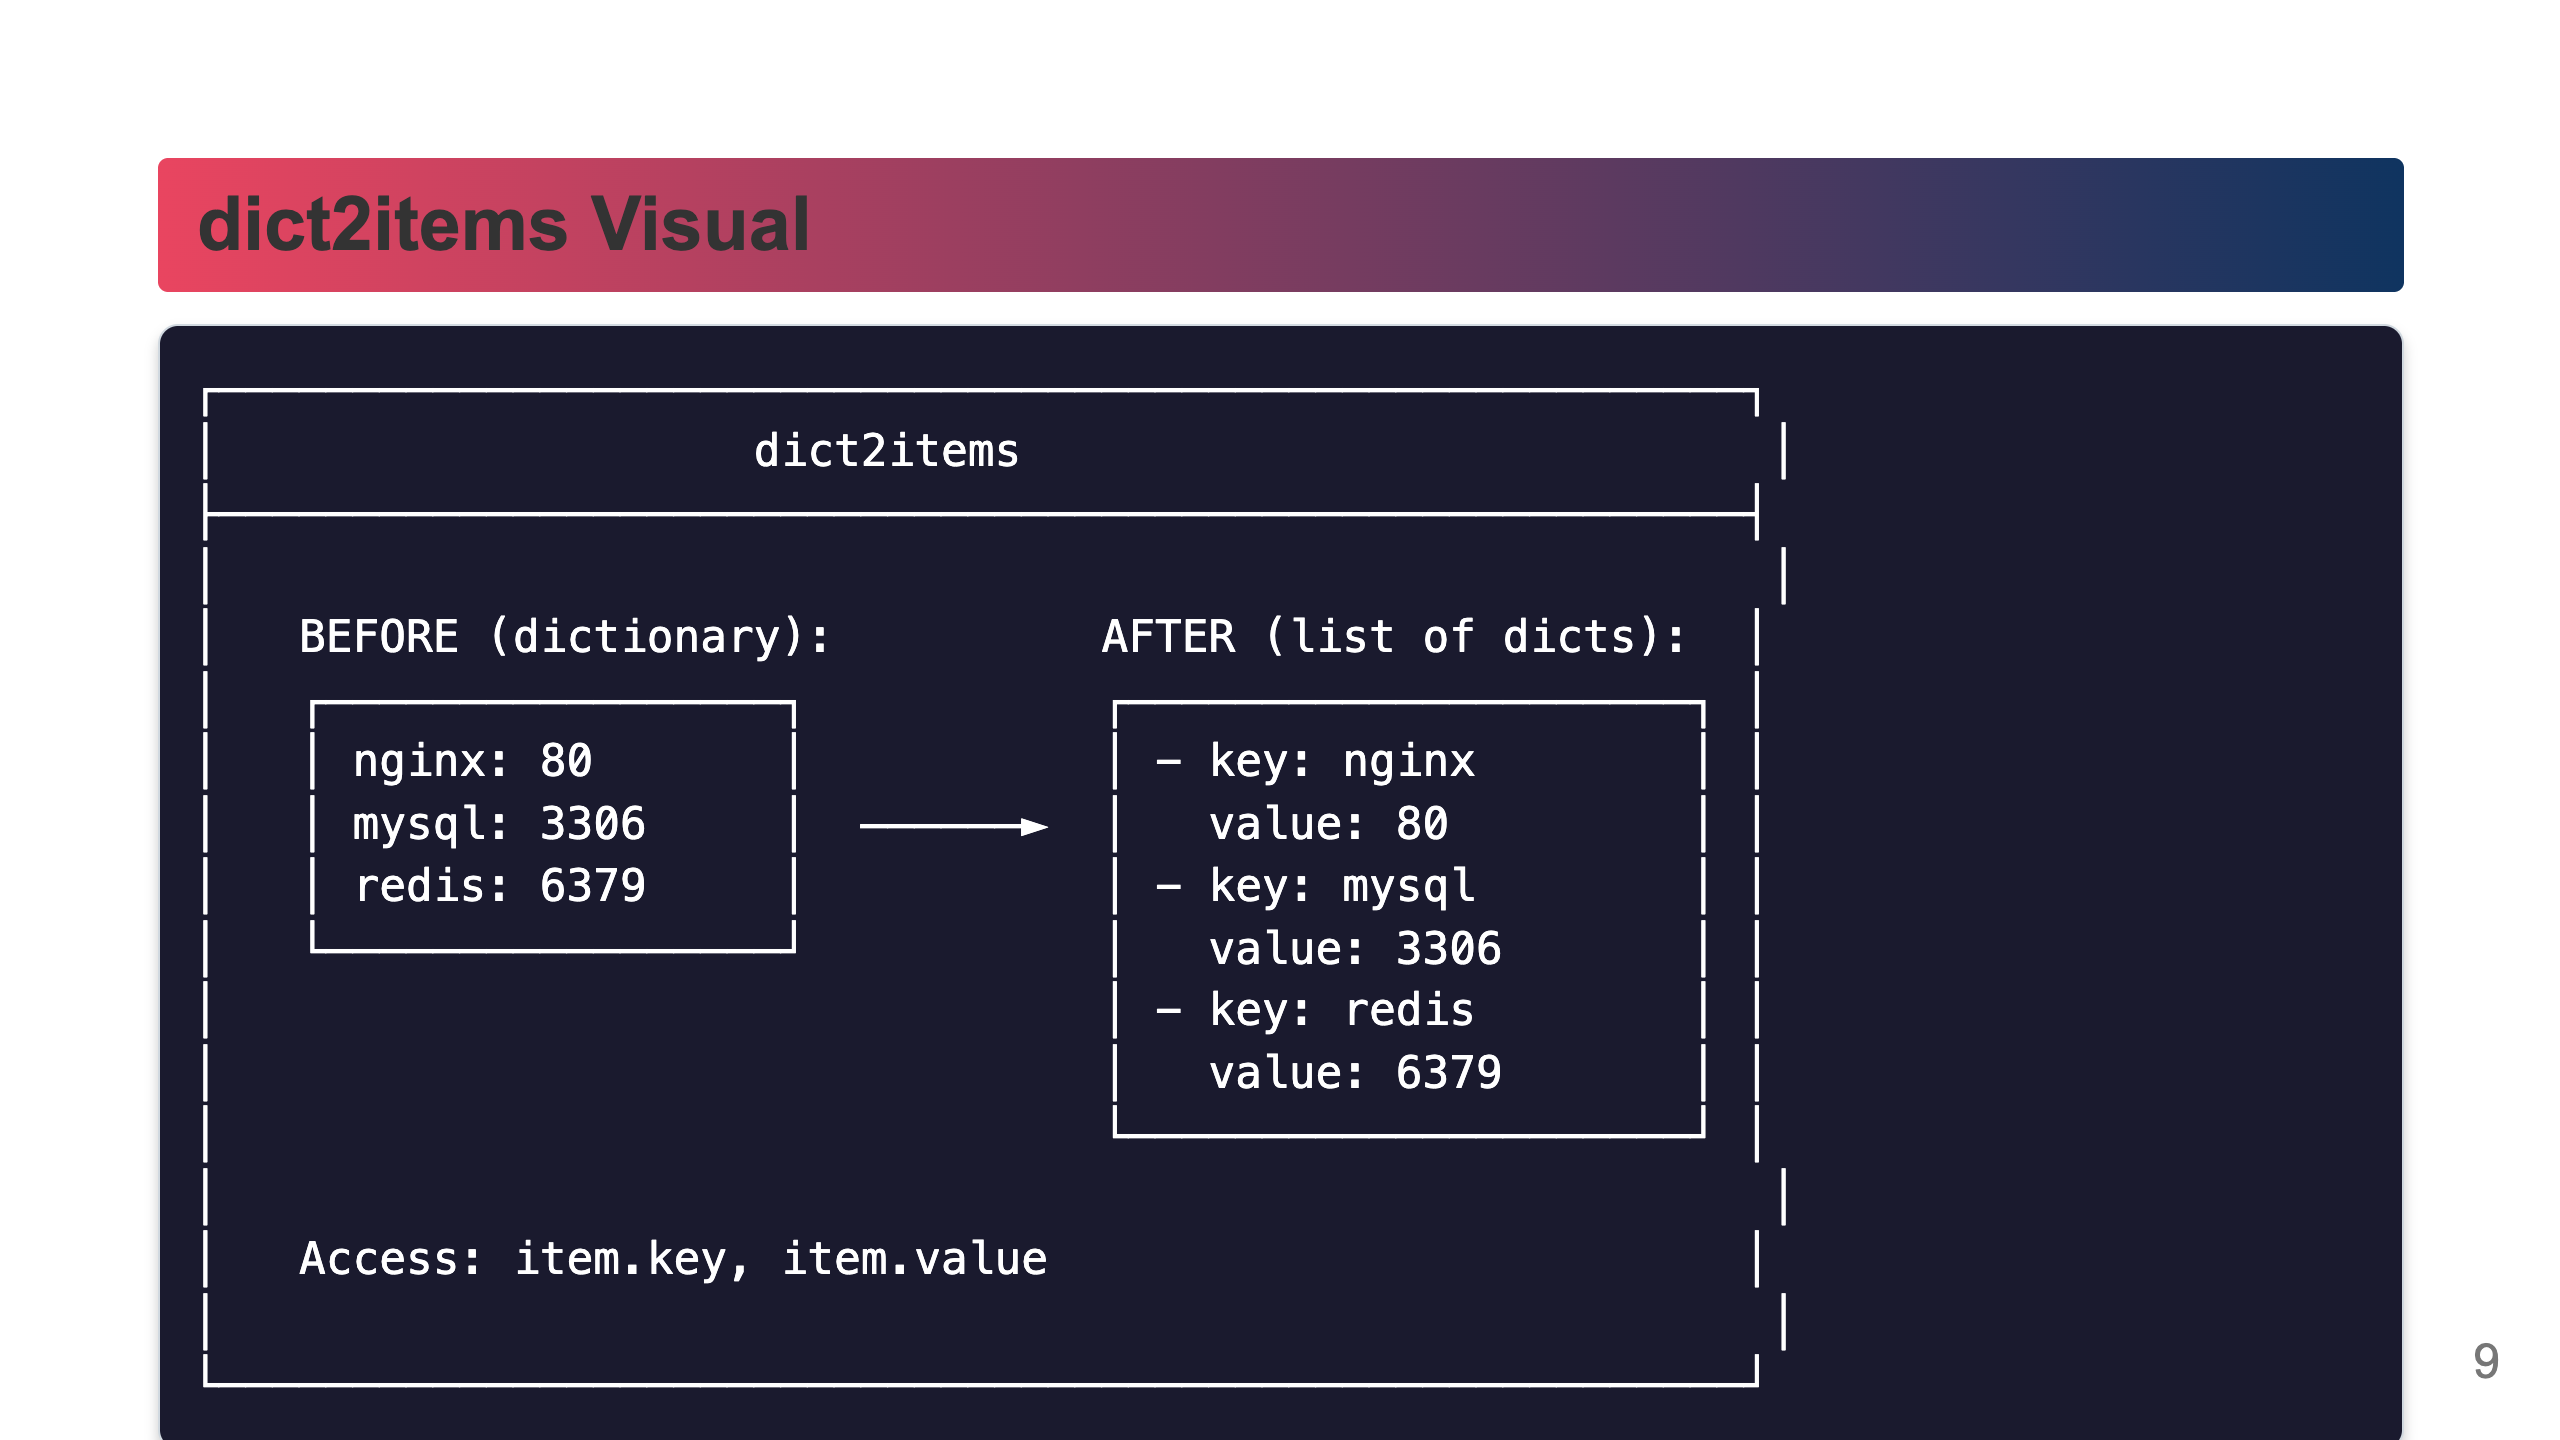 dict2items Visual
dict2items
BEFORE (dictionary): AFTER (list of dicts):
nginx: 80 - key: nginx
mysql: 3306 value: 80
redis: 6379 - key: mysql
value: 3306
- key: redis
value: 6379
Access: item.key, item.value
9